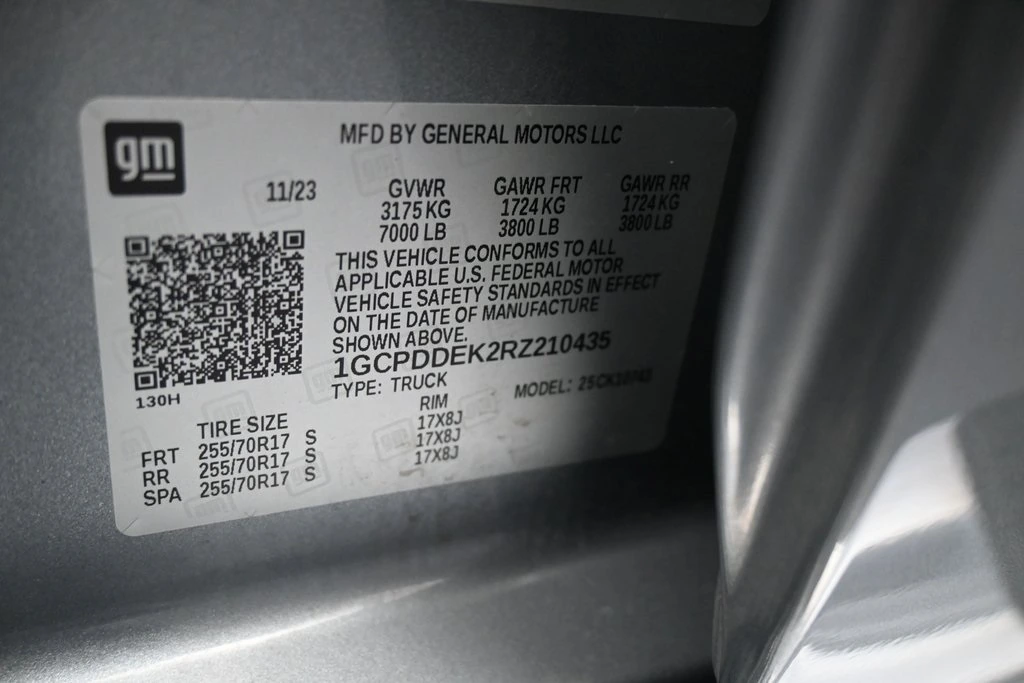 gm
MFD BY GENERAL MOTORS LLC
11/23
GVWR GAWR FRT GAWR RR
3175 KG 1724 KG 1724 KG
7000 LB 3800 LB 3800 LB
THIS VEHICLE CONFORMS TO ALL
APPLICABLE U.S. FEDERAL MOTOR
VEHICLE SAFETY STANDARDS IN EFFECT
ON THE DATE OF MANUFACTURE
SHOWN ABOVE.
1GCPDDEK2RZ210435
TYPE: TRUCK MODEL:
130H
TIRE SIZE RIM
FRT 255/70R17 S 17X8J
RR 255/70R17 S 17X8J
SPA 255/70R17 S 17X8J